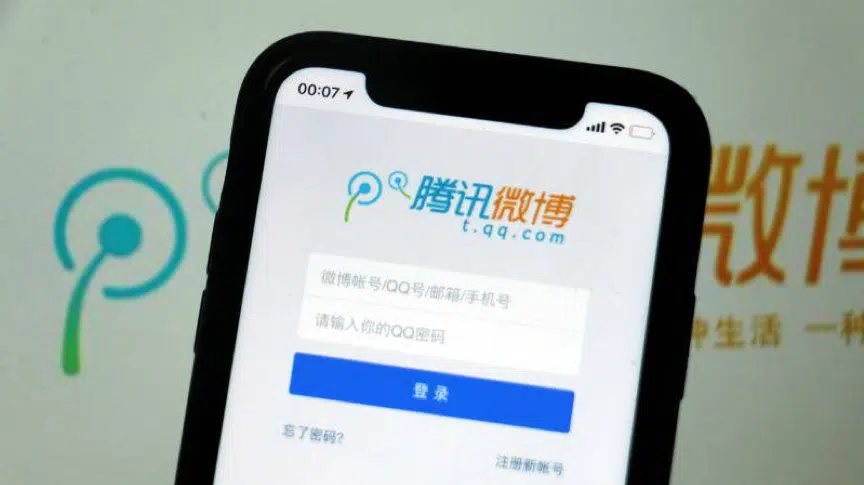 00:07
腾讯微博
t.qq.com
微博帐号/QQ号/邮箱/手机号
请输入你的QQ密码
登 录
忘了密码?
注册新帐号
微博
种生活 一种